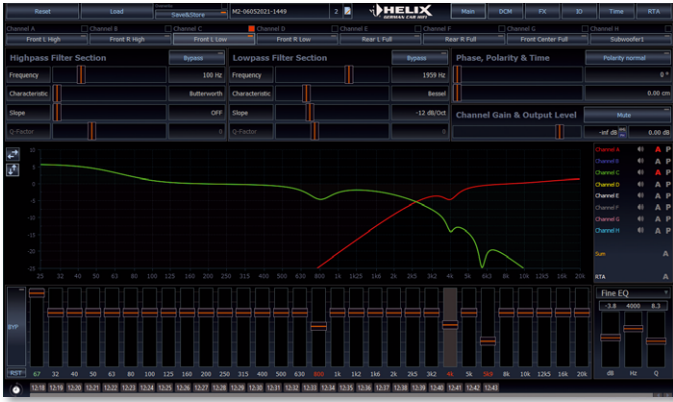 Reset Load Save&Store M2-06052021-1449 2 HELIX Main DCM FX IO Time RTA
GERMAN CAR HIFI
Channel A Channel B Channel C Channel D Channel E Channel F Channel G Channel H
Front L High Front R High Front L Low Front R Low Rear L Full Rear R Full Front Center Full Subwoofer1
Highpass Filter Section Bypass Lowpass Filter Section Bypass Phase, Polarity & Time Polarity normal
Frequency 100 Hz Frequency 1959 Hz 0 °
Characteristic Butterworth Characteristic Bessel 0.00 cm
Slope OFF Slope -12 dB/Oct Channel Gain & Output Level Mute
Q-Factor 0 Q-Factor 0 -inf dB 0.00 dB
10
5
0
-5
-10
-15
-20
-25
25 32 40 50 63 80 100 125 160 200 250 315 400 500 630 800 1k 1k2 1k6 2k 2k5 3k2 4k 5k 6k3 8k 10k 12k5 16k 20k
Channel A A P
Channel B A P
Channel C A P
Channel D A P
Channel E A P
Channel F A P
Channel G A P
Channel H A P
Sum A
RTA A
BYP
RST 67 32 40 50 63 80 100 125 160 200 250 315 400 500 630 800 1k 1k2 1k6 2k 2k5 3k2 4k 5k 5k9 8k 10k 12k5 16k 20k
Fine EQ
-3.8 4000 8.3
dB Hz Q
12:18 12:19 12:20 12:21 12:22 12:23 12:24 12:25 12:26 12:27 12:28 12:29 12:30 12:31 12:32 12:33 12:34 12:35 12:36 12:37 12:38 12:39 12:40 12:41 12:42 12:43